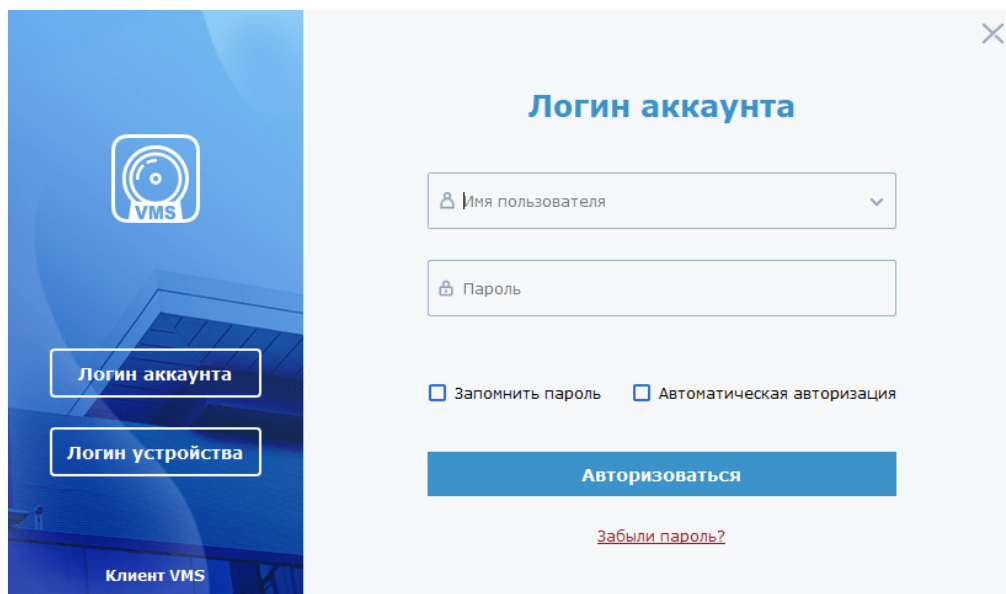 VMS
Логин аккаунта
Логин устройства
Клиент VMS
Логин аккаунта
Имя пользователя
Пароль
Запомнить пароль
Автоматическая авторизация
Авторизоваться
Забыли пароль?